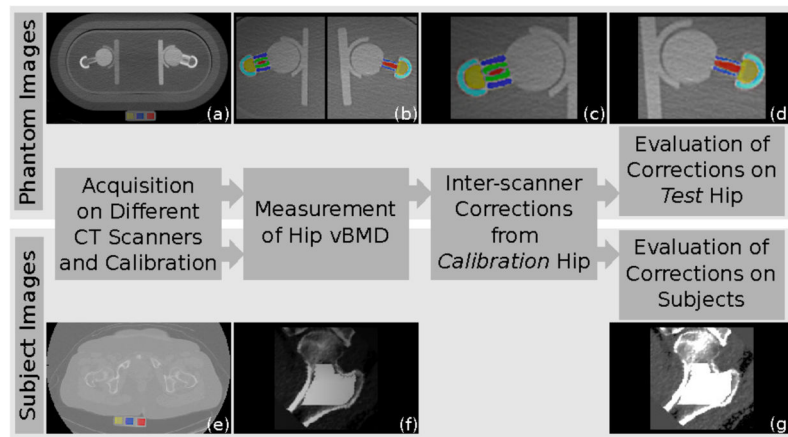 Phantom Images
(a)
(b)
(c)
(d)
Acquisition
on Different
CT Scanners
and Calibration
Measurement
of Hip vBMD
Inter-scanner
Corrections
from
Calibration Hip
Evaluation of
Corrections on
Test Hip
Evaluation of
Corrections on
Subjects
Subject Images
(e)
(f)
(g)